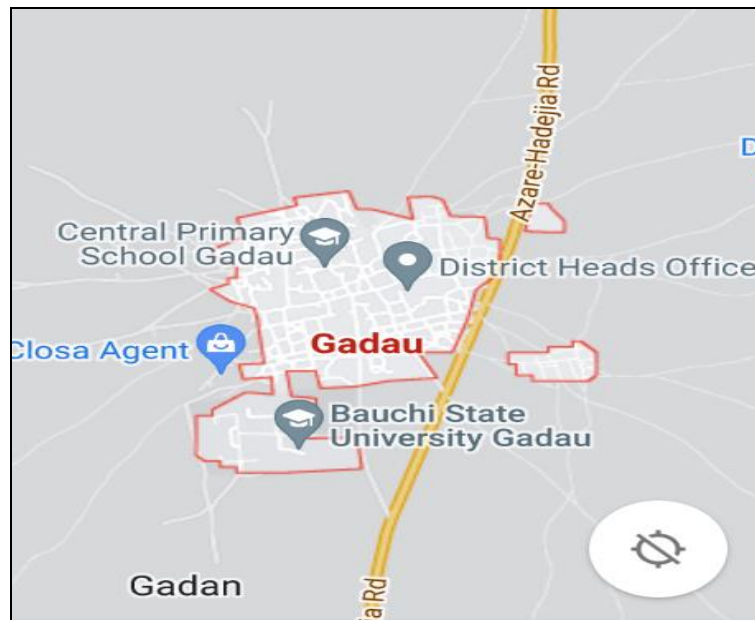 Azare-Hadejia Rd
D
Central Primary
School Gadau
District Heads Office
Gadau
Closa Agent
Bauchi State
University Gadau
Gadan
ia Rd